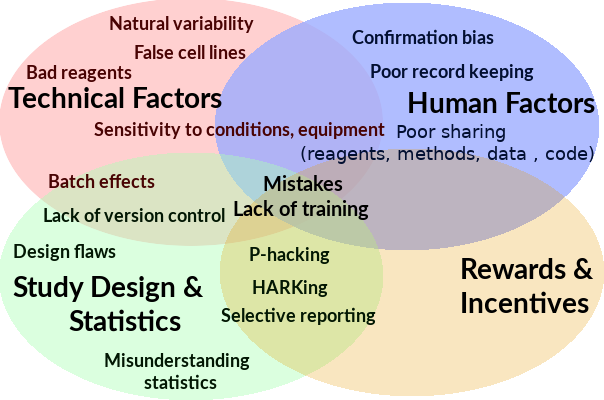 Natural variability
False cell lines
Bad reagents
Technical Factors
Sensitivity to conditions, equipment
Confirmation bias
Poor record keeping
Human Factors
Poor sharing
(reagents, methods, data , code)
Batch effects
Lack of version control
Mistakes
Lack of training
Design flaws
Study Design &
Statistics
Misunderstanding
statistics
P-hacking
HARKing
Selective reporting
Rewards &
Incentives